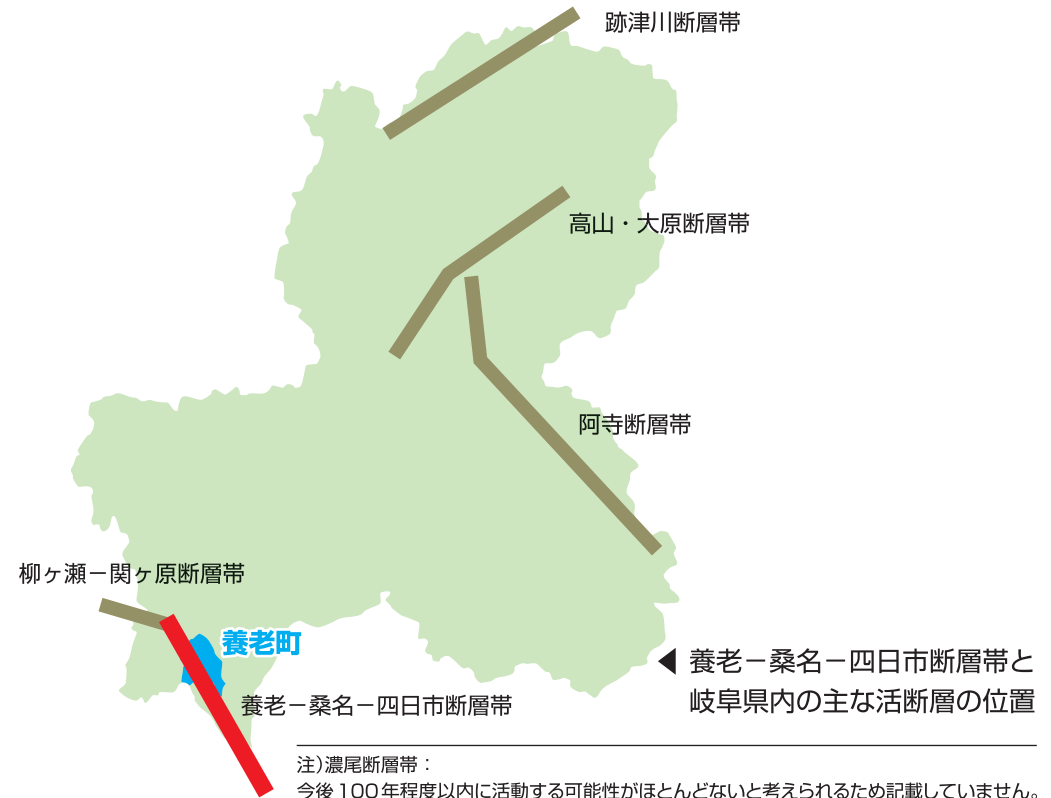 跡津川断層帯
高山・大原断層帯
阿寺断層帯
柳ヶ瀬－関ヶ原断層帯
養老町
養老－桑名－四日市断層帯
◀ 養老－桑名－四日市断層帯と
岐阜県内の主な活断層の位置
注）濃尾断層帯：
今後100年程度以内に活動する可能性がほとんどないと考えられるため記載していません。